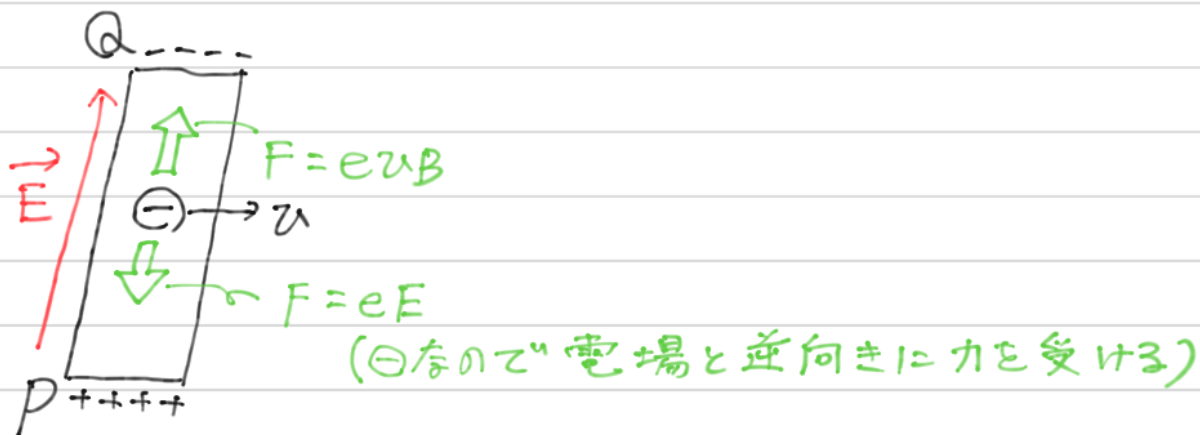 Q - - - - -
F = evB
E
⊖ → v
F = eE
(⊖なので電場と逆向きに力を受ける)
P + + + +